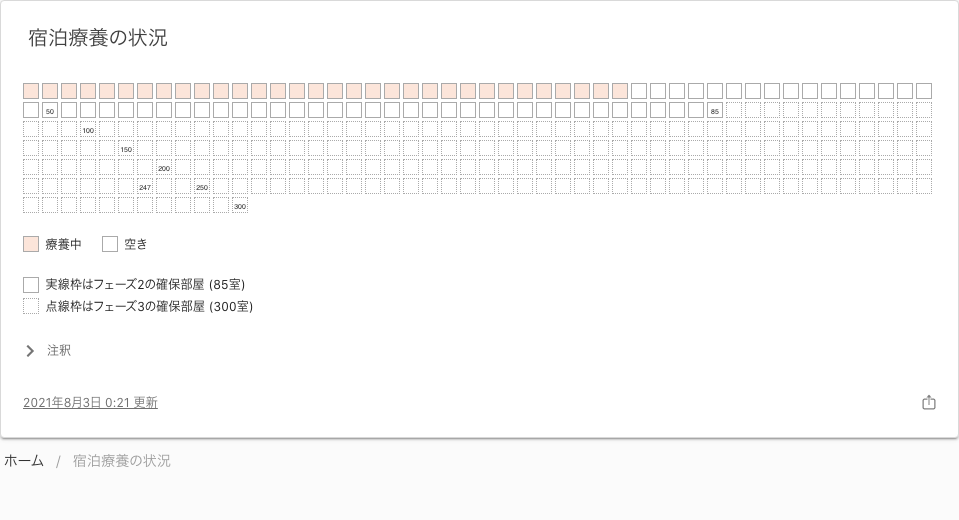 宿泊療養の状況
50
85
100
150
200
247 250
300
療養中 空き
実線枠はフェーズ2の確保部屋 (85室)
点線枠はフェーズ3の確保部屋 (300室)
注釈
2021年8月3日 0:21 更新
ホーム / 宿泊療養の状況